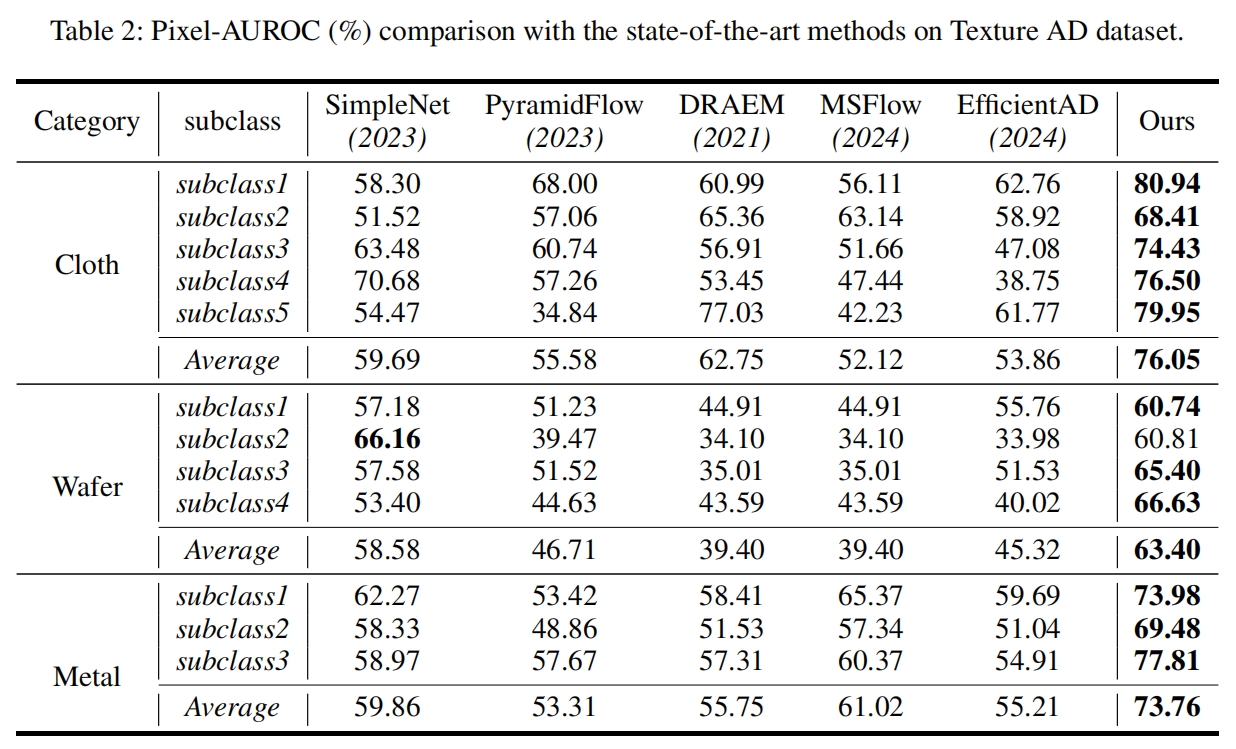 Table 2: Pixel-AUROC (%) comparison with the state-of-the-art methods on Texture AD dataset.
Category subclass SimpleNet (2023) PyramidFlow (2023) DRAEM (2021) MSFlow (2024) EfficientAD (2024) Ours
Cloth
subclass1 58.30 68.00 60.99 56.11 62.76 80.94
subclass2 51.52 57.06 65.36 63.14 58.92 68.41
subclass3 63.48 60.74 56.91 51.66 47.08 74.43
subclass4 70.68 57.26 53.45 47.44 38.75 76.50
subclass5 54.47 34.84 77.03 42.23 61.77 79.95
Average 59.69 55.58 62.75 52.12 53.86 76.05
Wafer
subclass1 57.18 51.23 44.91 44.91 55.76 60.74
subclass2 66.16 39.47 34.10 34.10 33.98 60.81
subclass3 57.58 51.52 35.01 35.01 51.53 65.40
subclass4 53.40 44.63 43.59 43.59 40.02 66.63
Average 58.58 46.71 39.40 39.40 45.32 63.40
Metal
subclass1 62.27 53.42 58.41 65.37 59.69 73.98
subclass2 58.33 48.86 51.53 57.34 51.04 69.48
subclass3 58.97 57.67 57.31 60.37 54.91 77.81
Average 59.86 53.31 55.75 61.02 55.21 73.76